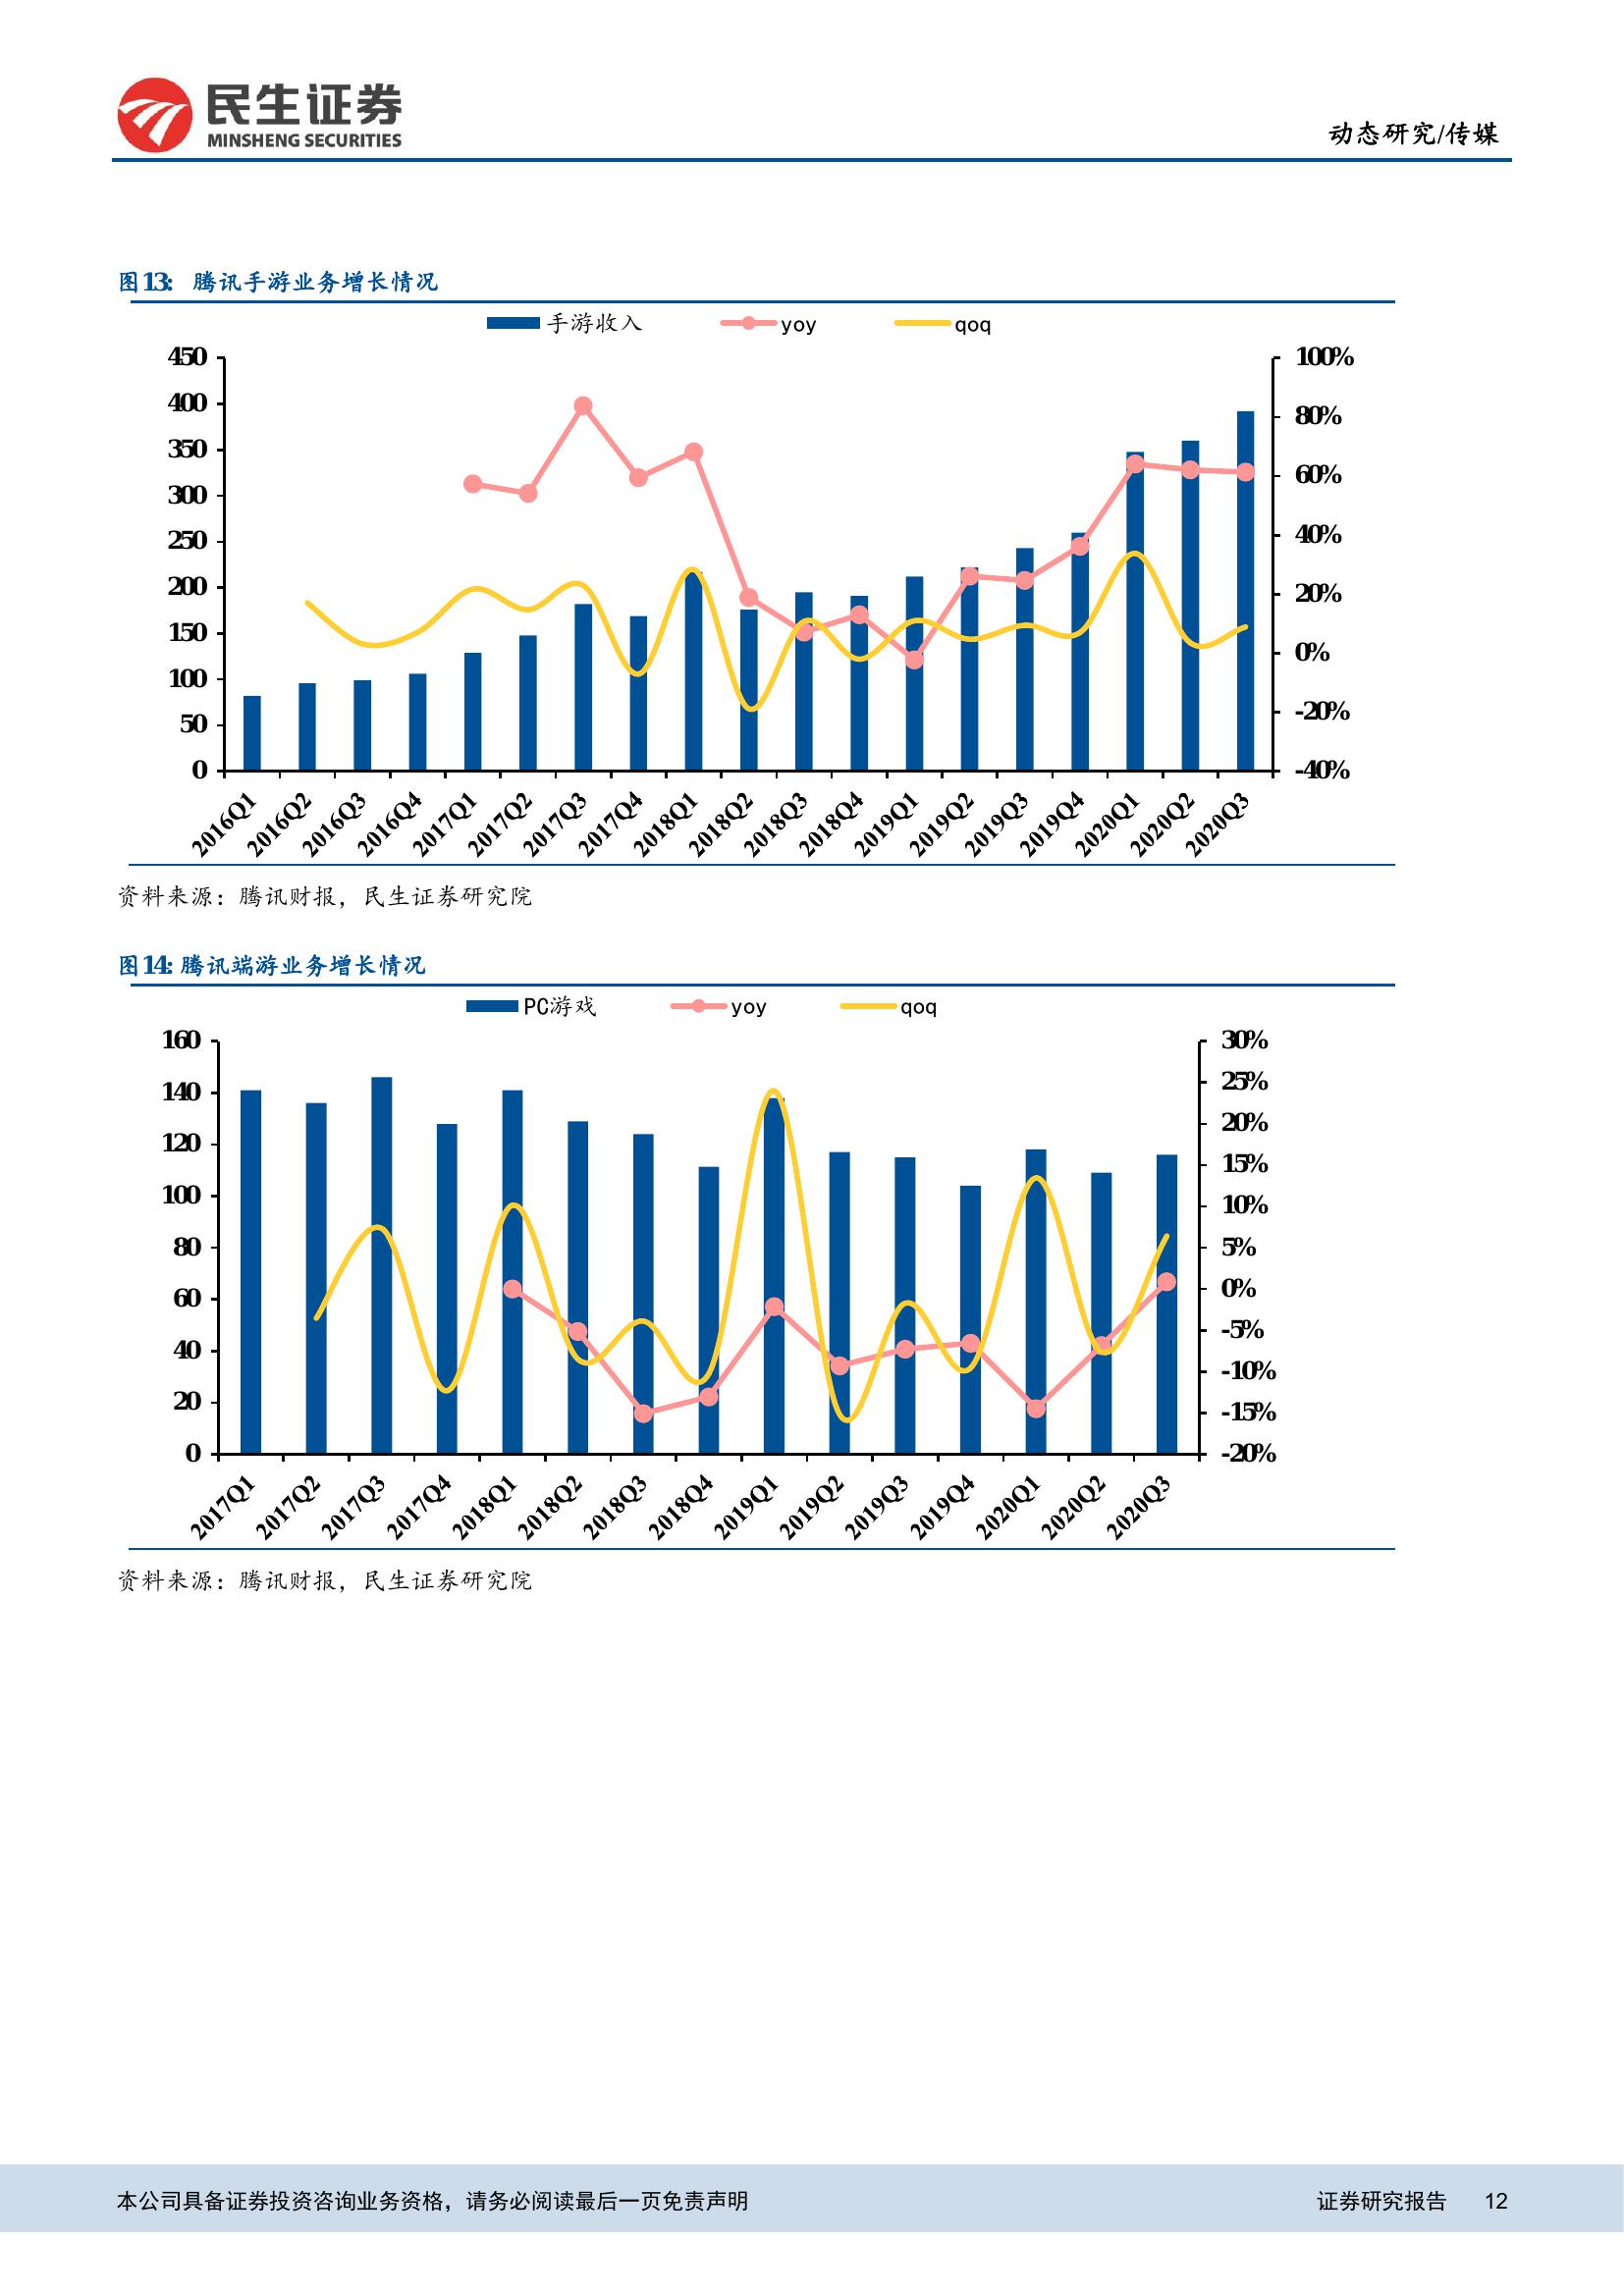 民生证券
MINSHENG SECURITIES
动态研究/传媒
图13: 腾讯手游业务增长情况
手游收入 yoy qoq
450 100%
400 80%
350 60%
300 40%
250 20%
200 0%
150 -20%
100 -40%
50
0
2016Q1 2016Q2 2016Q3 2016Q4 2017Q1 2017Q2 2017Q3 2017Q4 2018Q1 2018Q2 2018Q3 2018Q4 2019Q1 2019Q2 2019Q3 2019Q4 2020Q1 2020Q2 2020Q3
资料来源：腾讯财报，民生证券研究院
图14: 腾讯端游业务增长情况
PC游戏 yoy qoq
160 30%
140 25%
120 20%
100 15%
80 10%
60 5%
40 0%
20 -5%
0 -10%
-15%
-20%
2017Q1 2017Q2 2017Q3 2017Q4 2018Q1 2018Q2 2018Q3 2018Q4 2019Q1 2019Q2 2019Q3 2019Q4 2020Q1 2020Q2 2020Q3
资料来源：腾讯财报，民生证券研究院
本公司具备证券投资咨询业务资格，请务必阅读最后一页免责声明 证券研究报告 12